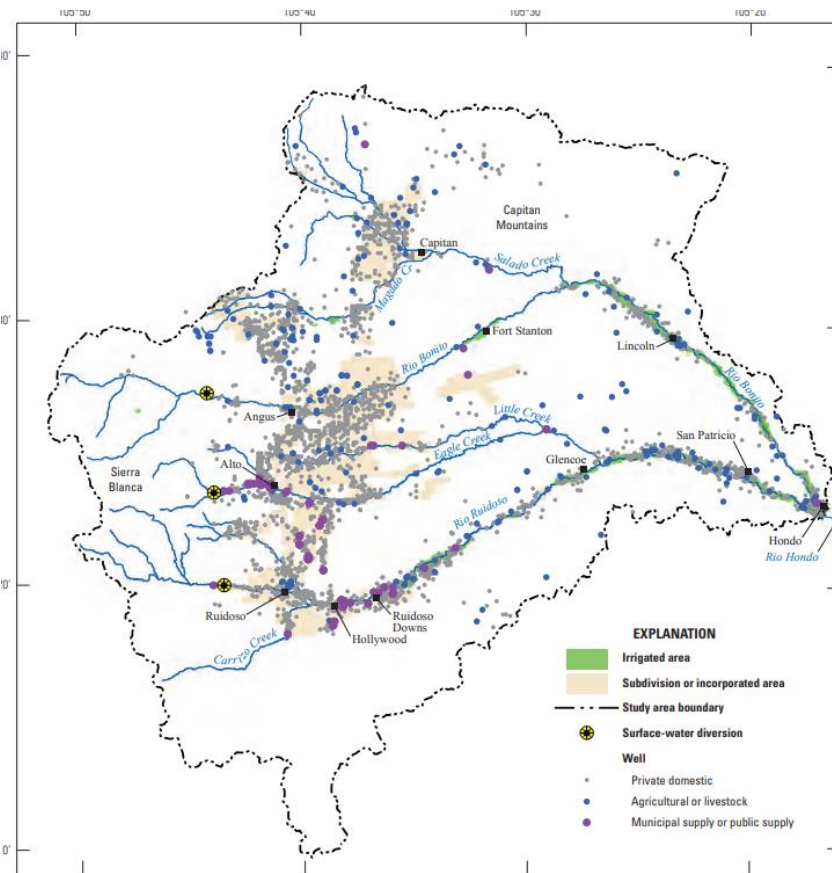 105°50'
105°40'
105°30'
105°20'
Capitan
Mountains
Capitan
Salado Creek
Magado Cr
Fort Stanton
Rio Bonito
Lincoln
Rio Bonito
Little Creek
Angus
Eagle Creek
San Patricio
Sierra
Blanca
Alto
Glencoe
Rio Ruidoso
Hondo
Rio Hondo
Ruidoso
Ruidoso
Downs
Hollywood
Carrizo Creek
EXPLANATION
Irrigated area
Subdivision or incorporated area
Study area boundary
Surface-water diversion
Well
Private domestic
Agricultural or livestock
Municipal supply or public supply